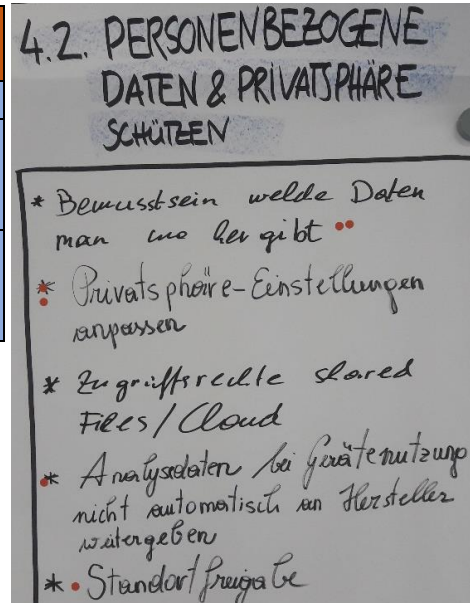 4.2. PERSONENBEZOGENE
DATEN & PRIVATSPHÄRE
SCHÜTZEN
* Bewusstsein welche Daten
man wo her gibt
* Privatsphäre-Einstellungen
anpassen
* Zugriffsrechte shared
Files/Cloud
* Analysedaten bei Gerätenutzung
nicht automatisch an Hersteller
weitergeben
* Standortfreigabe